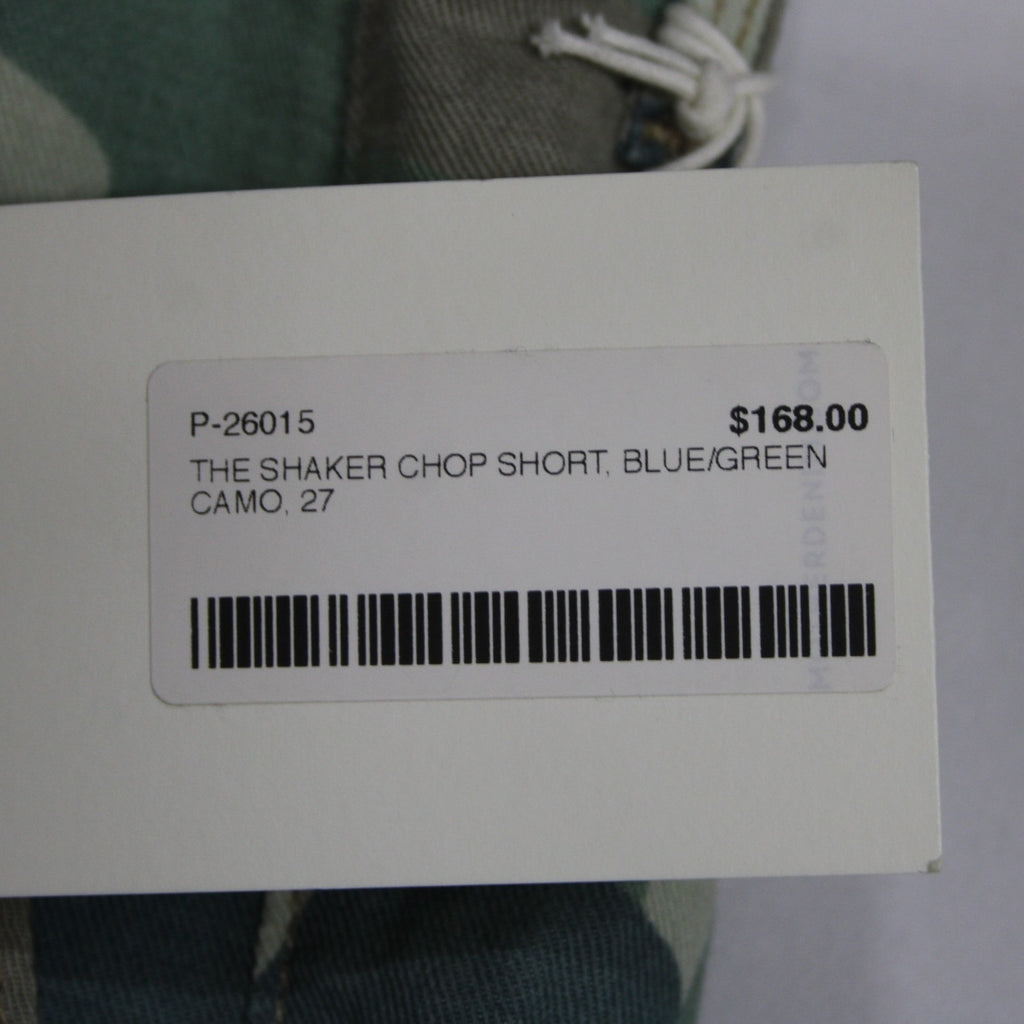 P-26015 $168.00
THE SHAKER CHOP SHORT, BLUE/GREEN
CAMO, 27